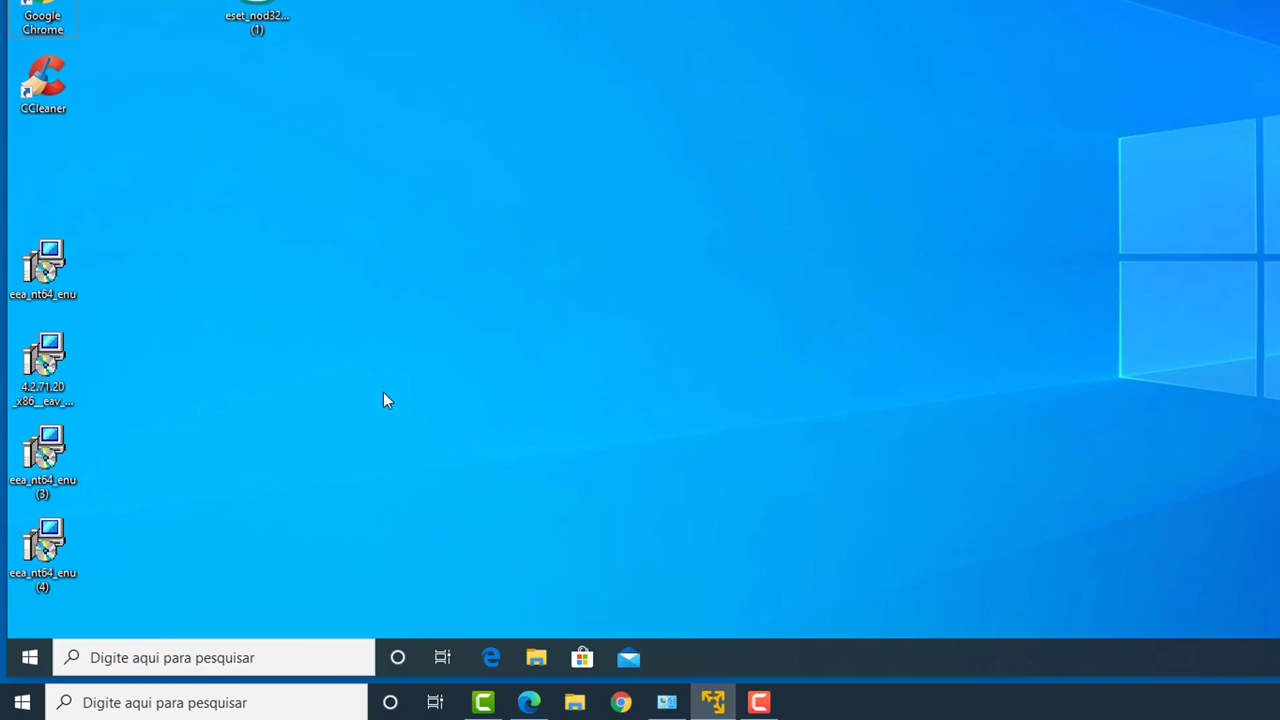 Google
Chrome
eset_nod32...
(1)
CCleaner
eea_nt64_enu
4.2.71.20
_x86__eav_...
eea_nt64_enu
(3)
eea_nt64_enu
(4)
Digite aqui para pesquisar
Digite aqui para pesquisar